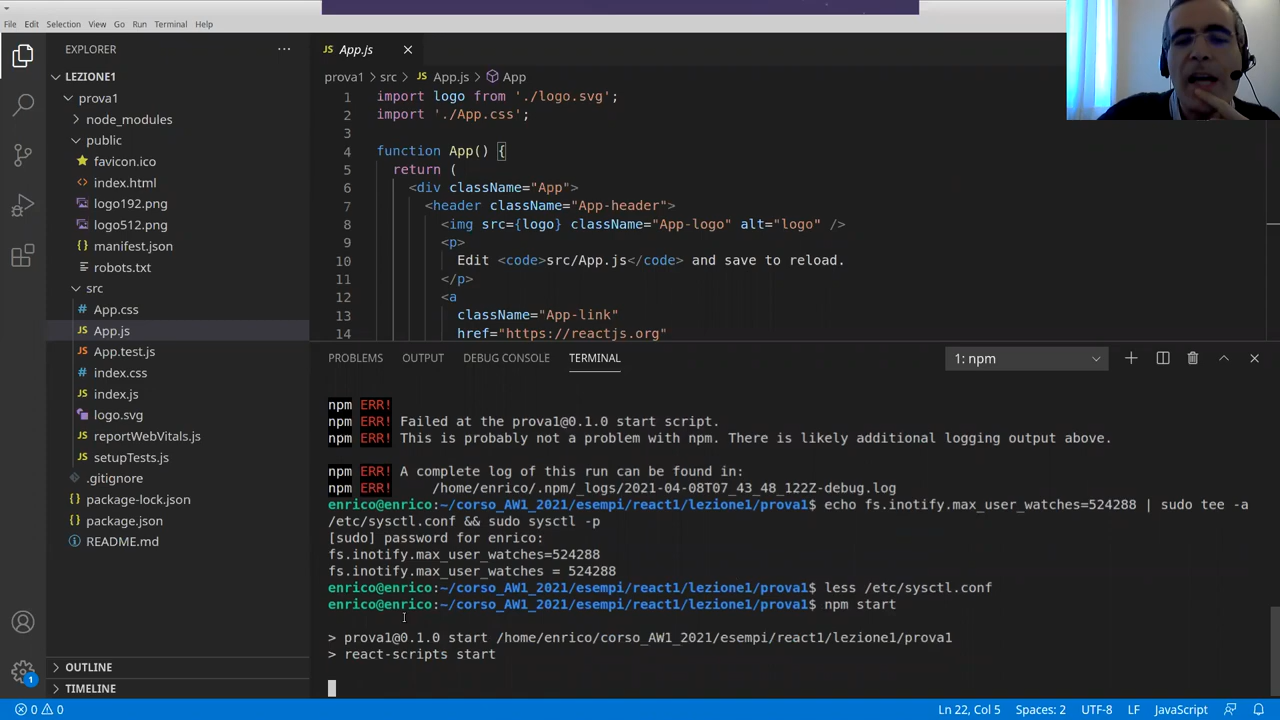 File Edit Selection View Go Run Terminal Help
EXPLORER
LEZIONE1
prova1
node_modules
public
favicon.ico
index.html
logo192.png
logo512.png
manifest.json
robots.txt
src
App.css
App.js
App.test.js
index.css
index.js
logo.svg
reportWebVitals.js
setupTests.js
.gitignore
package-lock.json
package.json
README.md
OUTLINE
TIMELINE
JS App.js
prova1 > src > JS App.js > App
1 import logo from './logo.svg';
2 import './App.css';
3
4 function App() {
5 return (
6 <div className="App">
7 <header className="App-header">
8 <img src={logo} className="App-logo" alt="logo" />
9 <p>
10 Edit <code>src/App.js</code> and save to reload.
11 </p>
12 <a
13 className="App-link"
14 href="https://reactjs.org"
PROBLEMS OUTPUT DEBUG CONSOLE TERMINAL 1: npm
npm ERR!
npm ERR! Failed at the prova1@0.1.0 start script.
npm ERR! This is probably not a problem with npm. There is likely additional logging output above.
npm ERR! A complete log of this run can be found in:
npm ERR! /home/enrico/.npm/_logs/2021-04-08T07_43_48_122Z-debug.log
enrico@enrico:~/corso_AW1_2021/esempi/react1/lezione1/prova1$ echo fs.inotify.max_user_watches=524288 | sudo tee -a
/etc/sysctl.conf && sudo sysctl -p
[sudo] password for enrico:
fs.inotify.max_user_watches=524288
fs.inotify.max_user_watches = 524288
enrico@enrico:~/corso_AW1_2021/esempi/react1/lezione1/prova1$ less /etc/sysctl.conf
enrico@enrico:~/corso_AW1_2021/esempi/react1/lezione1/prova1$ npm start
> prova1@0.1.0 start /home/enrico/corso_AW1_2021/esempi/react1/lezione1/prova1
> react-scripts start
1
0 0 Ln 22, Col 5 Spaces: 2 UTF-8 LF JavaScript